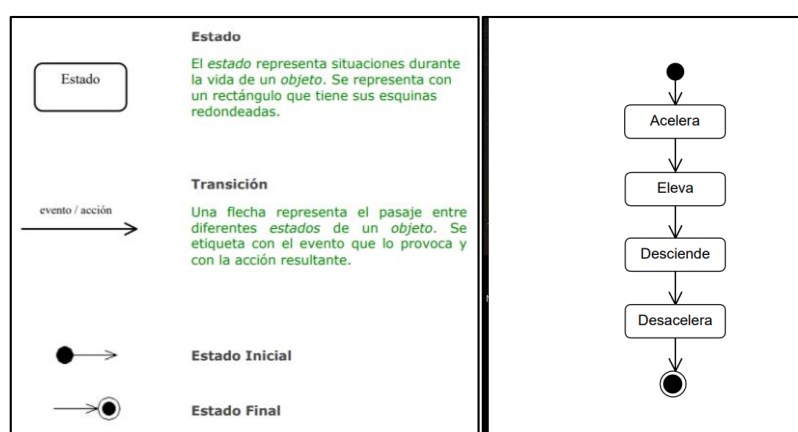 Estado
Estado
El estado representa situaciones durante
la vida de un objeto. Se representa con
un rectángulo que tiene sus esquinas
redondeadas.
evento / acción
Transición
Una flecha representa el pasaje entre
diferentes estados de un objeto. Se
etiqueta con el evento que lo provoca y
con la acción resultante.
Estado Inicial
Estado Final
Acelera
Eleva
Desciende
Desacelera